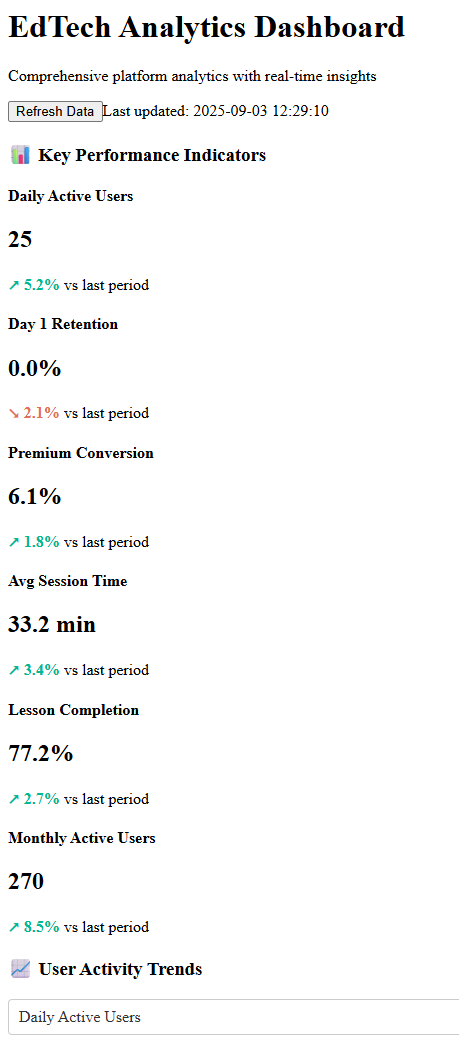 EdTech Analytics Dashboard
Comprehensive platform analytics with real-time insights
Refresh Data Last updated: 2025-09-03 12:29:10
📊 Key Performance Indicators
Daily Active Users
25
↗ 5.2% vs last period
Day 1 Retention
0.0%
↘ 2.1% vs last period
Premium Conversion
6.1%
↗ 1.8% vs last period
Avg Session Time
33.2 min
↗ 3.4% vs last period
Lesson Completion
77.2%
↗ 2.7% vs last period
Monthly Active Users
270
↗ 8.5% vs last period
📈 User Activity Trends
Daily Active Users